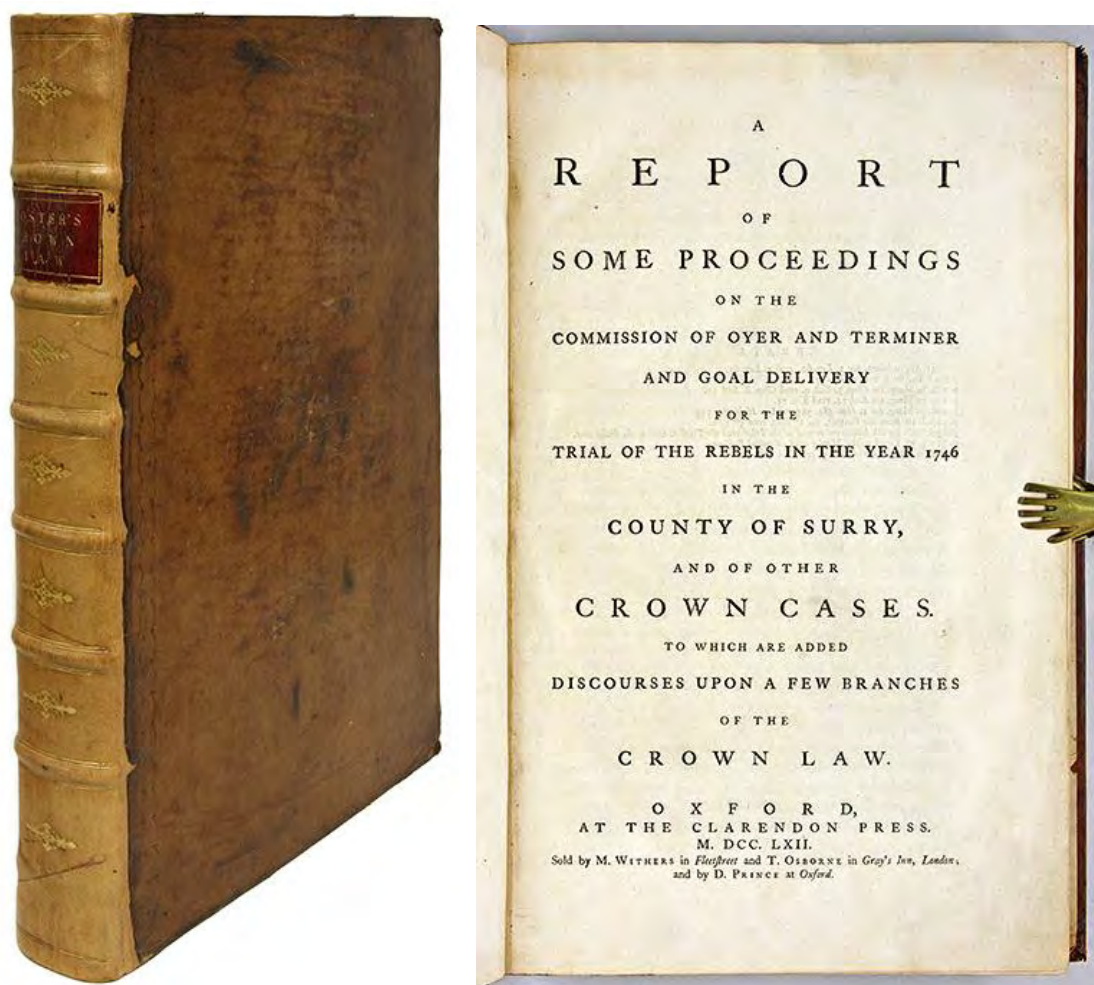 OSTER'S
OWN
LAW
A
REPORT
OF
SOME PROCEEDINGS
ON THE
COMMISSION OF OYER AND TERMINER
AND GOAL DELIVERY
FOR THE
TRIAL OF THE REBELS IN THE YEAR 1746
IN THE
COUNTY OF SURRY,
AND OF OTHER
CROWN CASES.
TO WHICH ARE ADDED
DISCOURSES UPON A FEW BRANCHES
OF THE
CROWN LAW.
OXFORD,
AT THE CLARENDON PRESS.
M. DCC. LXII.
Sold by M. WITHERS in Fleetſtreet and T. OSBORNE in Gray's Inn, London;
and by D. PRINCE at Oxford.